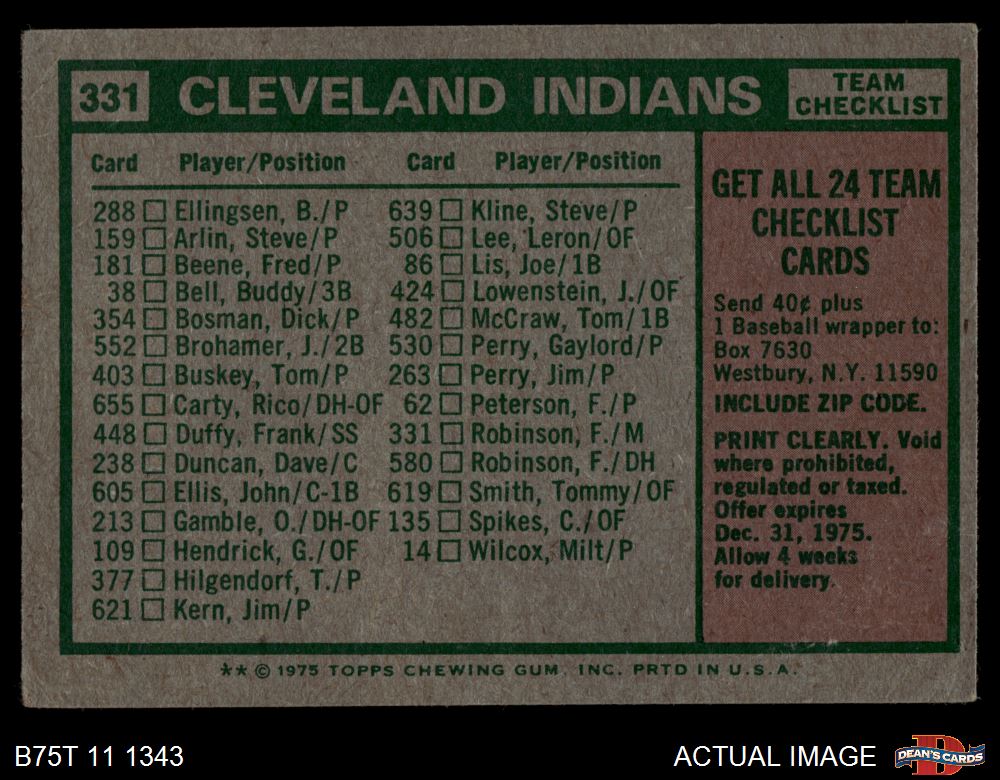 331 CLEVELAND INDIANS TEAM CHECKLIST
Card Player/Position Card Player/Position
288 Ellingsen, B./P
159 Arlin, Steve/P
181 Beene, Fred/P
38 Bell, Buddy/3B
354 Bosman, Dick/P
552 Brohamer, J./2B
403 Buskey, Tom/P
655 Carty, Rico/DH-OF
448 Duffy, Frank/SS
238 Duncan, Dave/C
605 Ellis, John/C-1B
213 Gamble, O./DH-OF
109 Hendrick, G./OF
377 Hilgendorf, T./P
621 Kern, Jim/P
639 Kline, Steve/P
506 Lee, Leron/OF
86 Lis, Joe/1B
424 Lowenstein, J./OF
482 McCraw, Tom/1B
530 Perry, Gaylord/P
263 Perry, Jim/P
62 Peterson, F./P
331 Robinson, F./M
580 Robinson, F./DH
619 Smith, Tommy/OF
135 Spikes, C./OF
14 Wilcox, Milt/P
GET ALL 24 TEAM
CHECKLIST
CARDS
Send 40¢ plus
1 Baseball wrapper to:
Box 7630
Westbury, N.Y. 11590
INCLUDE ZIP CODE.
PRINT CLEARLY. Void
where prohibited,
regulated or taxed.
Offer expires
Dec. 31, 1975.
Allow 4 weeks
for delivery.
** © 1975 TOPPS CHEWING GUM, INC. PRTD IN U.S.A.
B75T 11 1343
ACTUAL IMAGE
D
DEAN'S CARDS